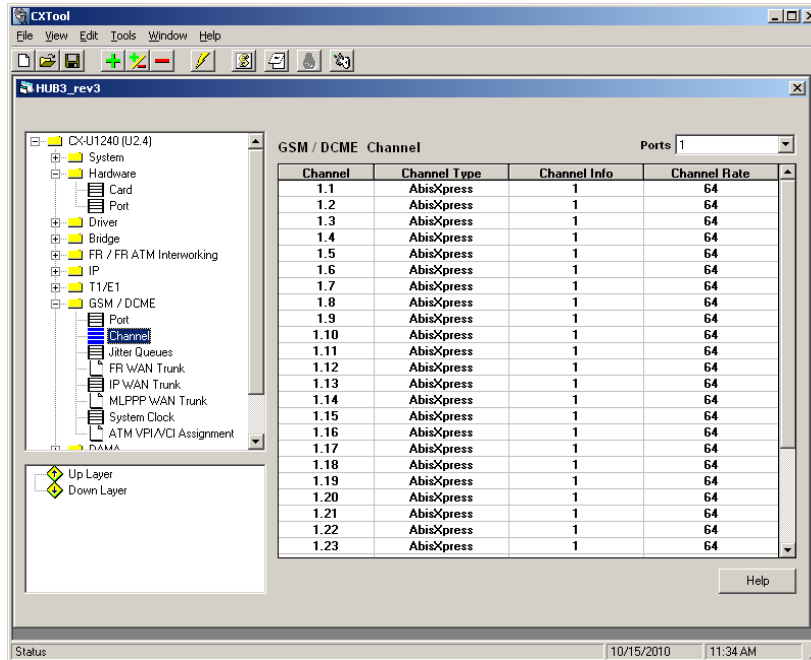 CXTool
File View Edit Tools Window Help
HUB3_rev3
CX-U1240 (U2.4)
System
Hardware
Card
Port
Driver
Bridge
FR / FR ATM Interworking
IP
T1/E1
GSM / DCME
Port
Channel
Jitter Queues
FR WAN Trunk
IP WAN Trunk
MLPPP WAN Trunk
System Clock
ATM VPI/VCI Assignment
DAMA
Up Layer
Down Layer
GSM / DCME Channel
Ports 1
Channel Channel Type Channel Info Channel Rate
1.1 AbisXpress 1 64
1.2 AbisXpress 1 64
1.3 AbisXpress 1 64
1.4 AbisXpress 1 64
1.5 AbisXpress 1 64
1.6 AbisXpress 1 64
1.7 AbisXpress 1 64
1.8 AbisXpress 1 64
1.9 AbisXpress 1 64
1.10 AbisXpress 1 64
1.11 AbisXpress 1 64
1.12 AbisXpress 1 64
1.13 AbisXpress 1 64
1.14 AbisXpress 1 64
1.15 AbisXpress 1 64
1.16 AbisXpress 1 64
1.17 AbisXpress 1 64
1.18 AbisXpress 1 64
1.19 AbisXpress 1 64
1.20 AbisXpress 1 64
1.21 AbisXpress 1 64
1.22 AbisXpress 1 64
1.23 AbisXpress 1 64
Help
Status 10/15/2010 11:34 AM